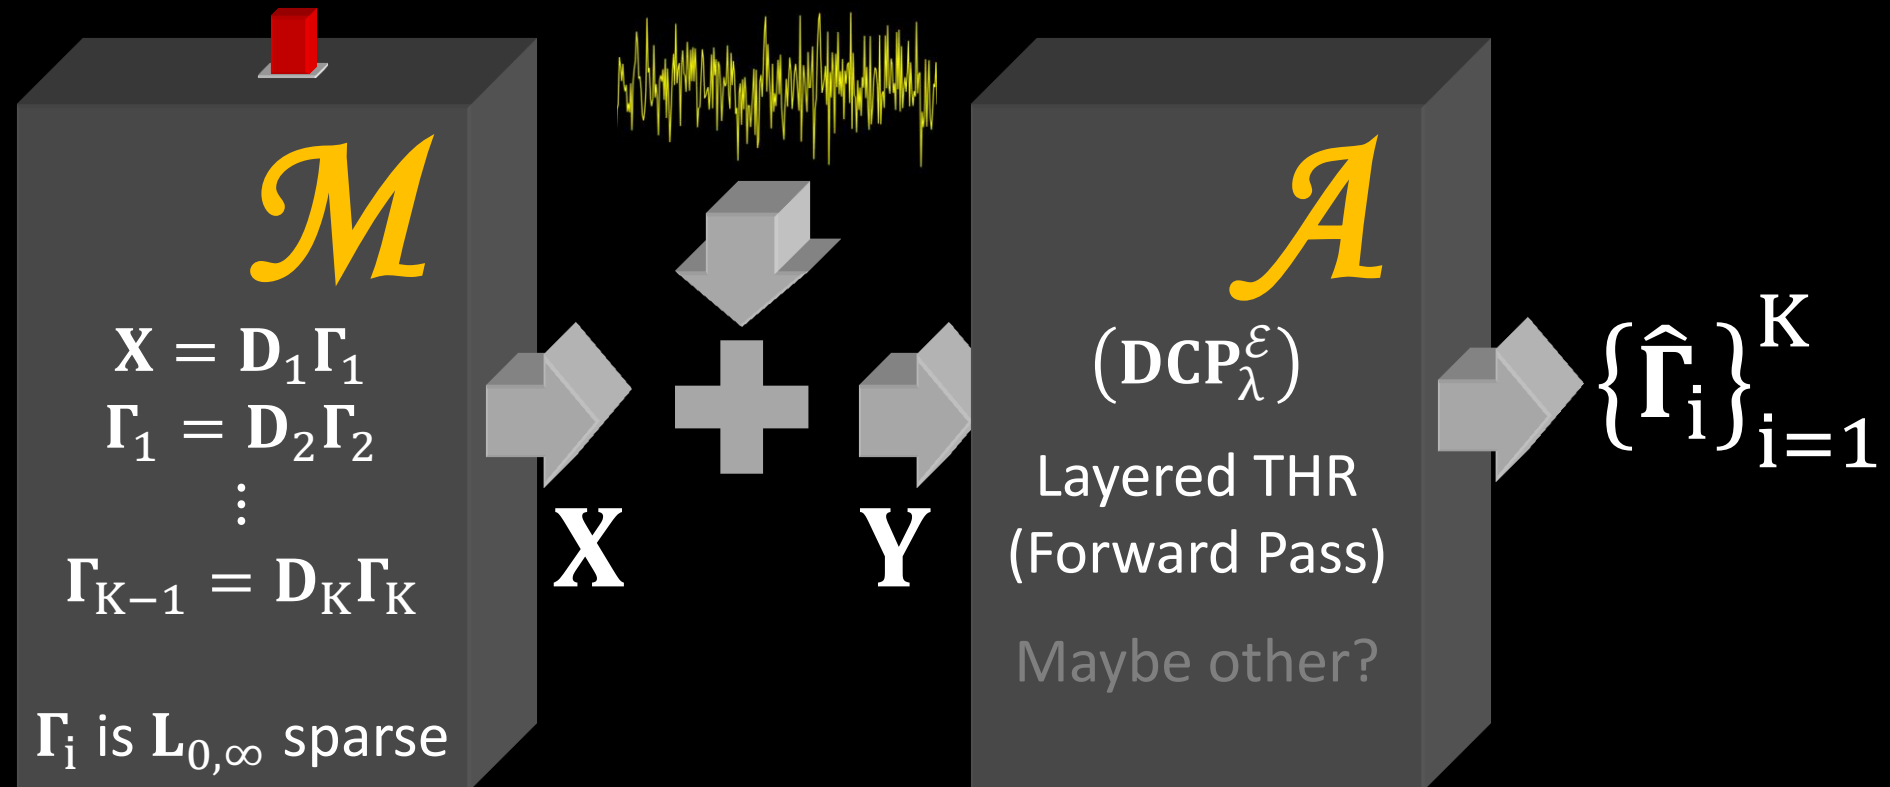 ℳ
𝐗 = 𝐃₁𝚪₁
𝚪₁ = 𝐃₂𝚪₂
⋮
𝚪_{K−1} = 𝐃_K𝚪_K
𝚪ᵢ is 𝐋_{0,∞} sparse
𝐗
𝐘
𝒜
(𝐃𝐂𝐏_λ^ℰ)
Layered THR
(Forward Pass)
Maybe other?
{𝚪̂ᵢ}_{i=1}^K